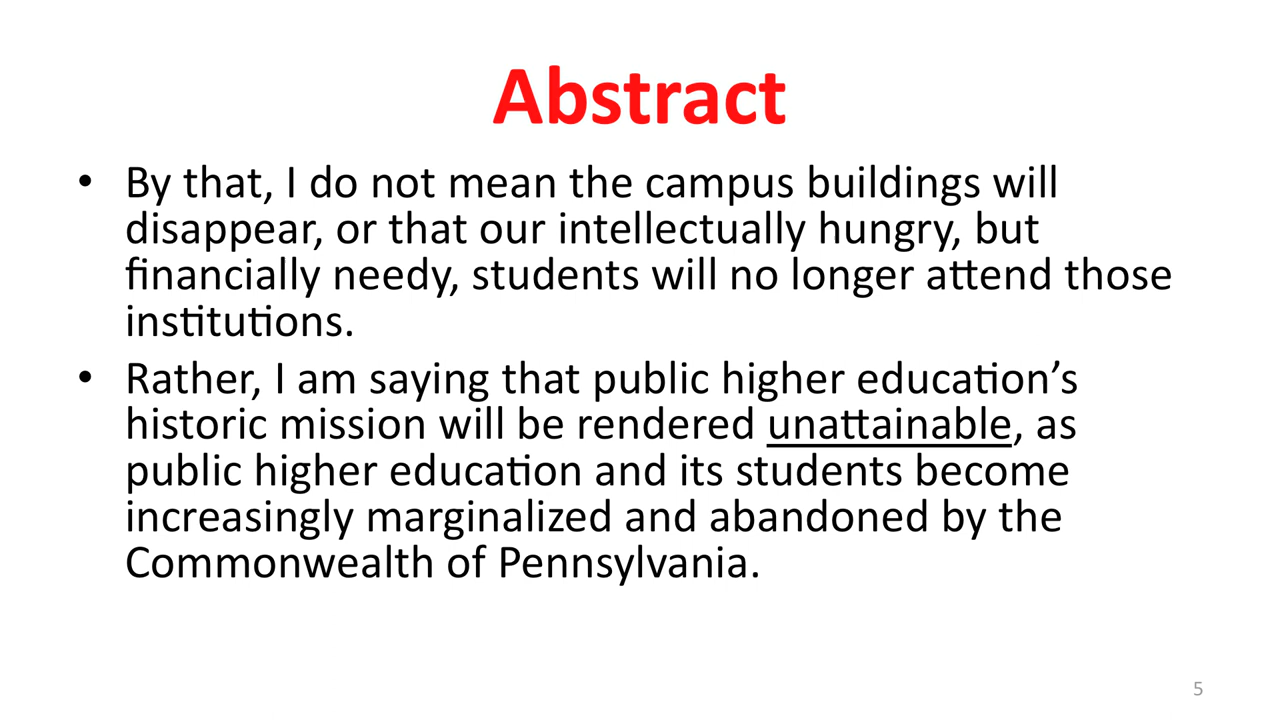 Abstract
• By that, I do not mean the campus buildings will
disappear, or that our intellectually hungry, but
financially needy, students will no longer attend those
institutions.
• Rather, I am saying that public higher education’s
historic mission will be rendered unattainable, as
public higher education and its students become
increasingly marginalized and abandoned by the
Commonwealth of Pennsylvania.
5